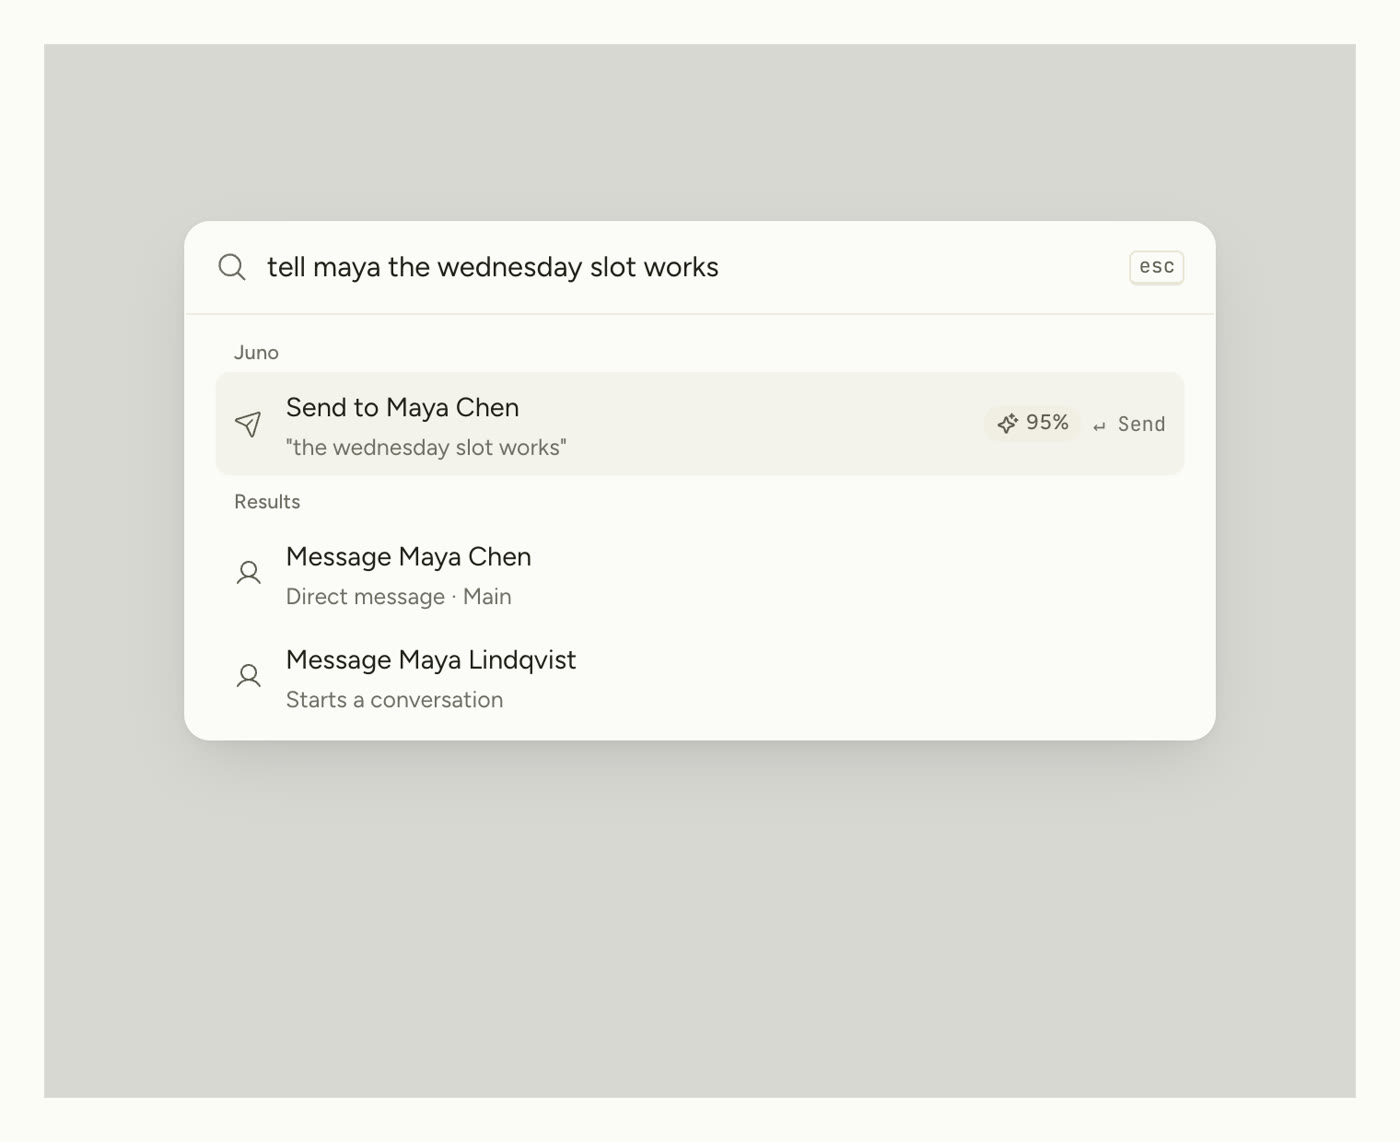 tell maya the wednesday slot works
esc
Juno
Send to Maya Chen
95%
↵ Send
"the wednesday slot works"
Results
Message Maya Chen
Direct message · Main
Message Maya Lindqvist
Starts a conversation